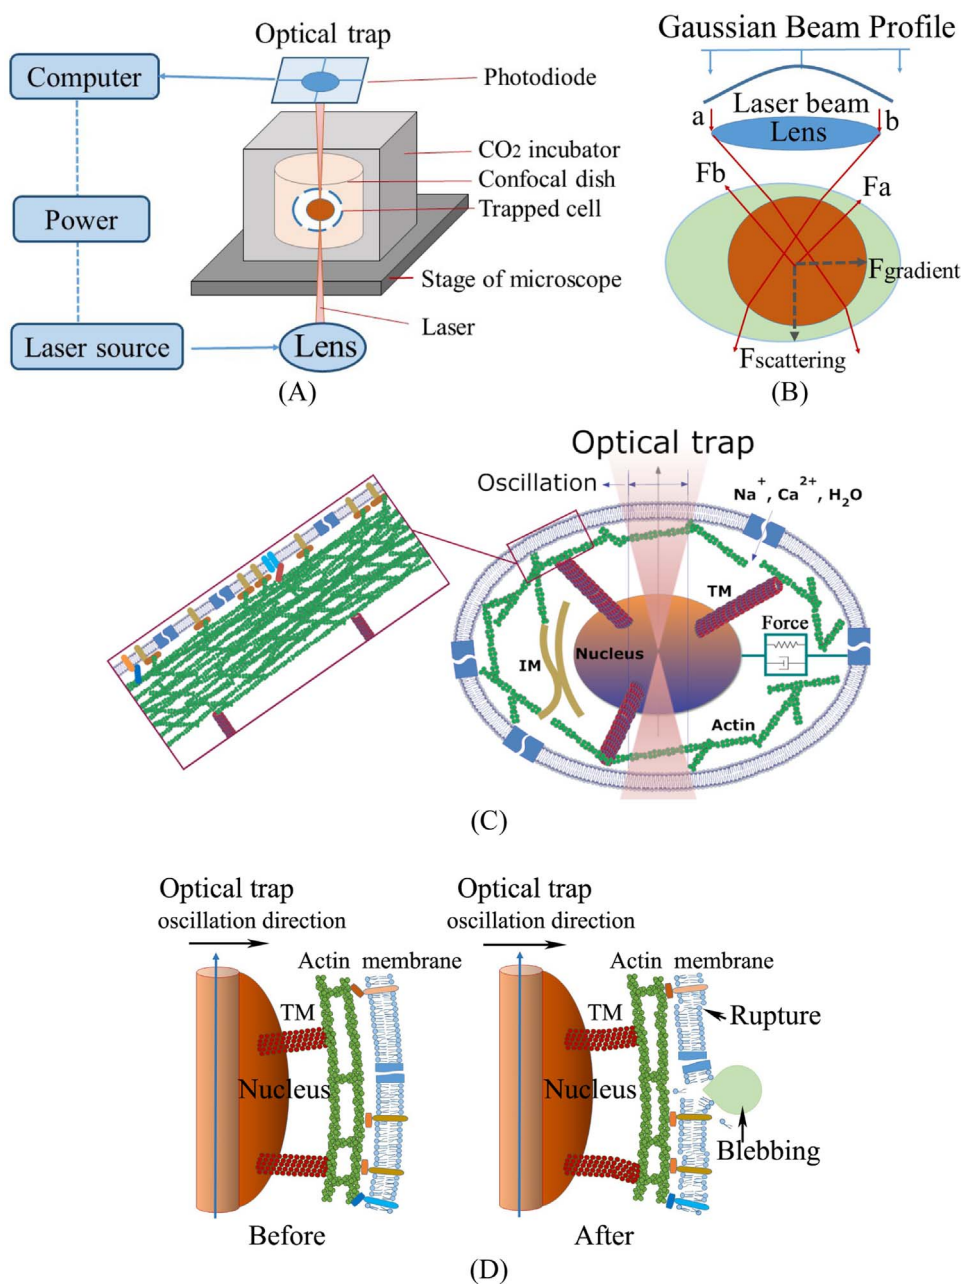 Optical trap
Computer
Photodiode
CO2 incubator
Confocal dish
Trapped cell
Power
Stage of microscope
Laser
Laser source
Lens
(A)
Gaussian Beam Profile
Laser beam
a
b
Lens
Fb
Fa
Fgradient
Fscattering
(B)
Optical trap
Oscillation
Na+, Ca2+, H2O
TM
Force
IM
Nucleus
Actin
(C)
Optical trap
oscillation direction
Actin membrane
TM
Nucleus
Before
Optical trap
oscillation direction
Actin membrane
TM
Rupture
Nucleus
Blebbing
After
(D)